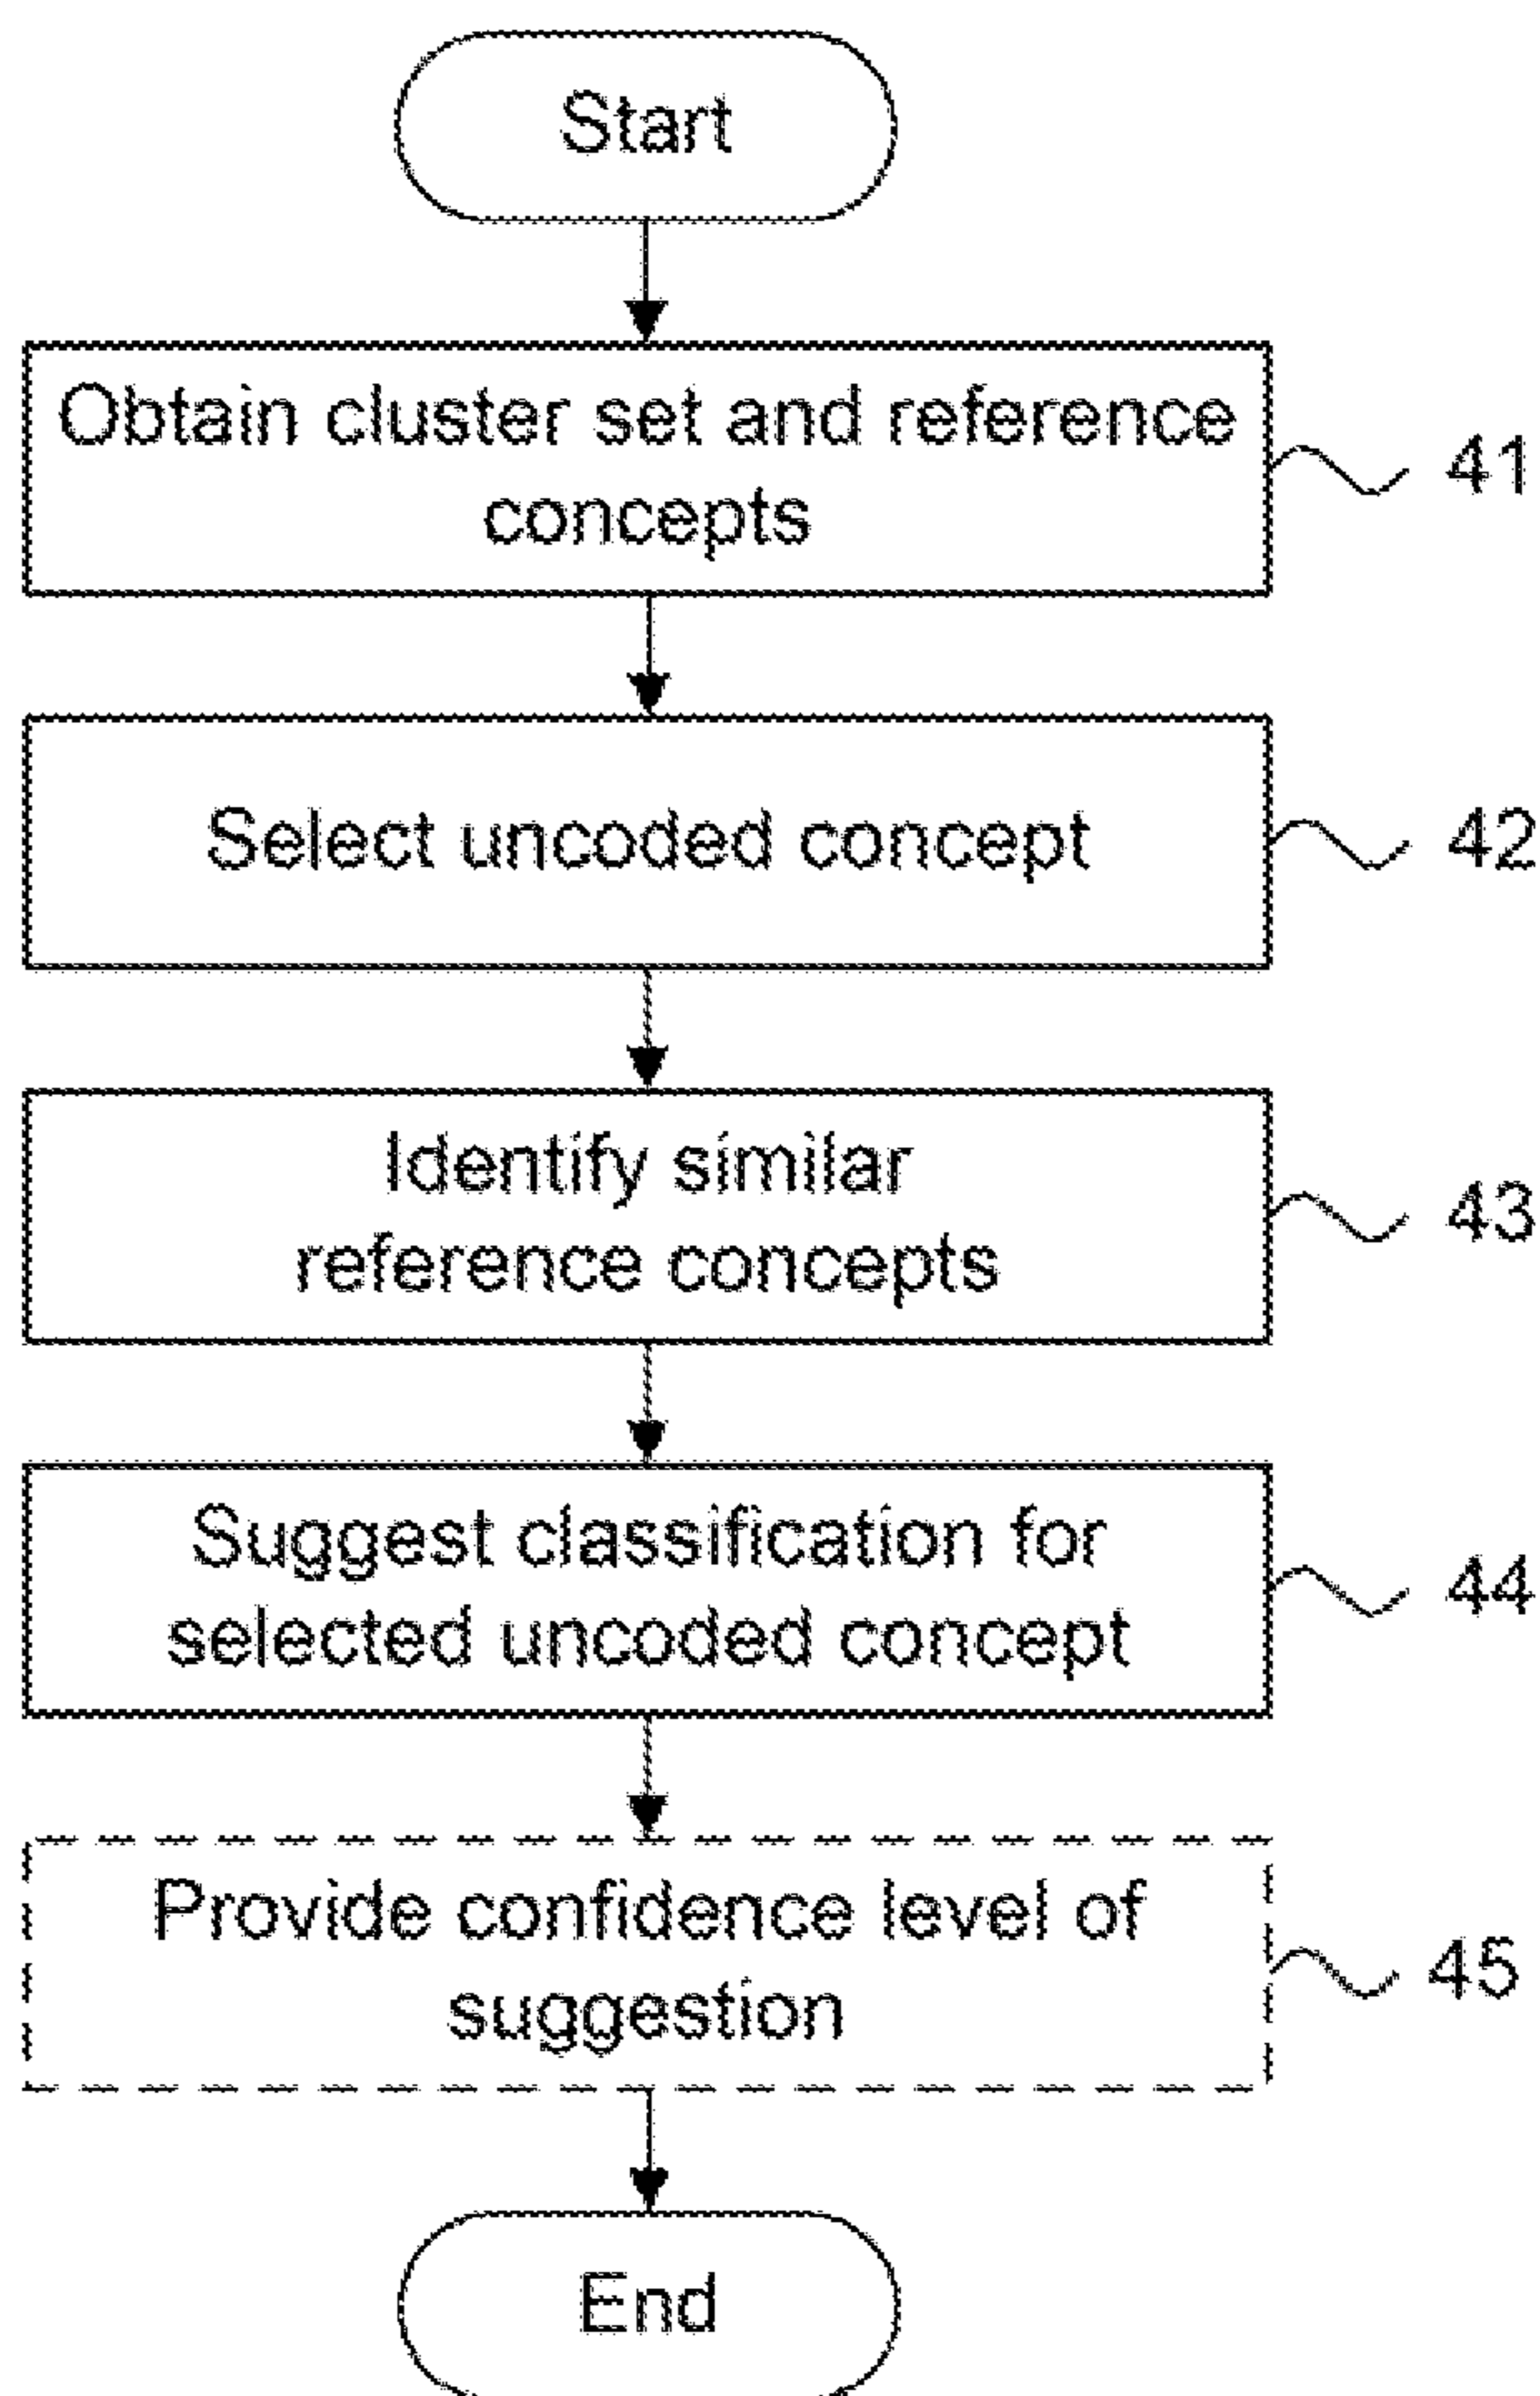 Start
Obtain cluster set and reference
concepts
41
Select uncoded concept
42
Identify similar
reference concepts
43
Suggest classification for
selected uncoded concept
44
Provide confidence level of
suggestion
45
End